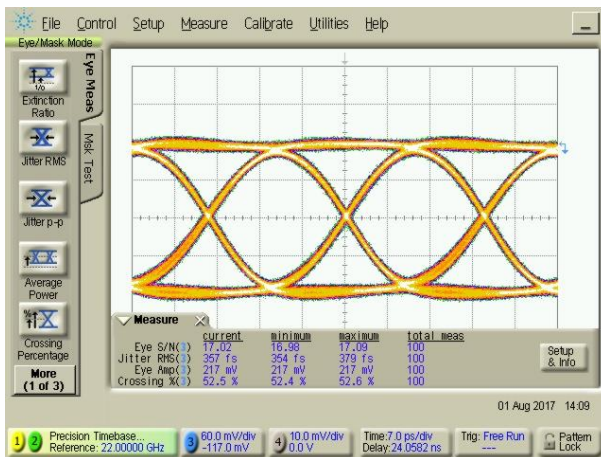 File Control Setup Measure Calibrate Utilities Help
Eye/Mask Mode
Eye Meas
Msk Test
1/0
Extinction
Ratio
Jitter RMS
Jitter p-p
Average
Power
%
Crossing
Percentage
More
(1 of 3)
Measure
current minimum maximum total meas
Eye S/N(3) 17.02 16.98 17.09 100
Jitter RMS(3) 357 fs 354 fs 379 fs 100
Eye Amp(3) 217 mV 217 mV 217 mV 100
Crossing %(3) 52.5 % 52.4 % 52.6 % 100
Setup
& Info
01 Aug 2017 14:09
1 2 Precision Timebase...
Reference: 22.00000 GHz
3 60.0 mV/div
-117.0 mV
4 10.0 mV/div
0.0 V
Time:7.0 ps/div
Delay:24.0582 ns
Trig: Free Run
---
Pattern
Lock